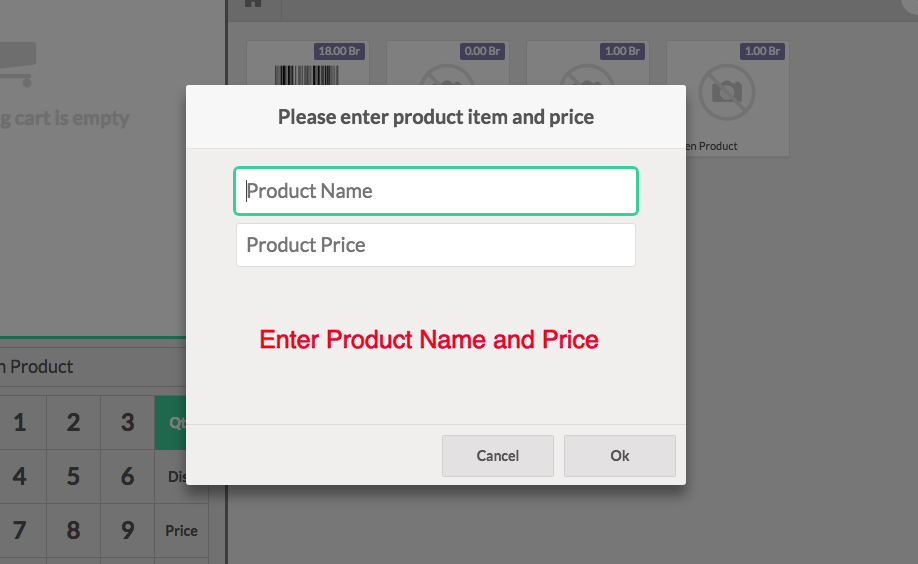 18.00 Br
0.00 Br
1.00 Br
1.00 Br
g cart is empty
en Product
Please enter product item and price
Product Name
Product Price
Enter Product Name and Price
n Product
1 2 3 Qt
4 5 6 Dis
7 8 9 Price
Cancel Ok